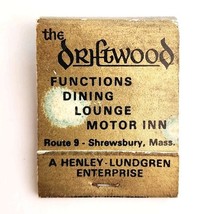 the
DRIFTWOOD
FUNCTIONS
DINING
LOUNGE
MOTOR INN
Route 9 - Shrewsbury, Mass.
A HENLEY - LUNDGREN
ENTERPRISE